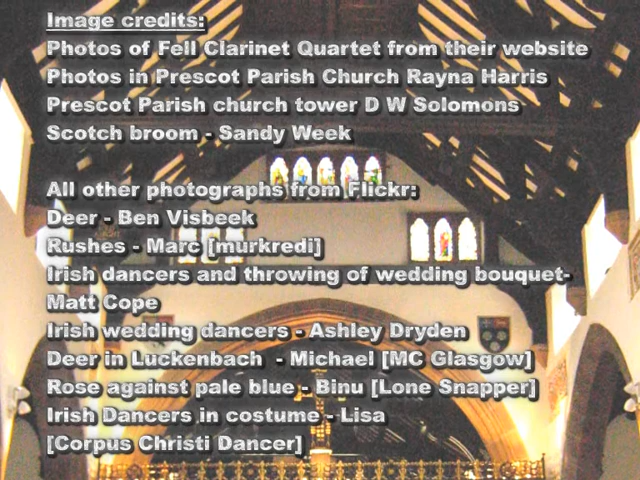 Image credits:
Photos of Fell Clarinet Quartet from their website
Photos in Prescot Parish Church Rayna Harris
Prescot Parish church tower D W Solomons
Scotch broom - Sandy Week
All other photographs from Flickr:
Deer - Ben Visbeek
Rushes - Marc [murkredi]
Irish dancers and throwing of wedding bouquet-
Matt Cope
Irish wedding dancers - Ashley Dryden
Deer in Luckenbach  - Michael [MC Glasgow]
Rose against pale blue - Binu [Lone Snapper]
Irish Dancers in costume - Lisa
[Corpus Christi Dancer]